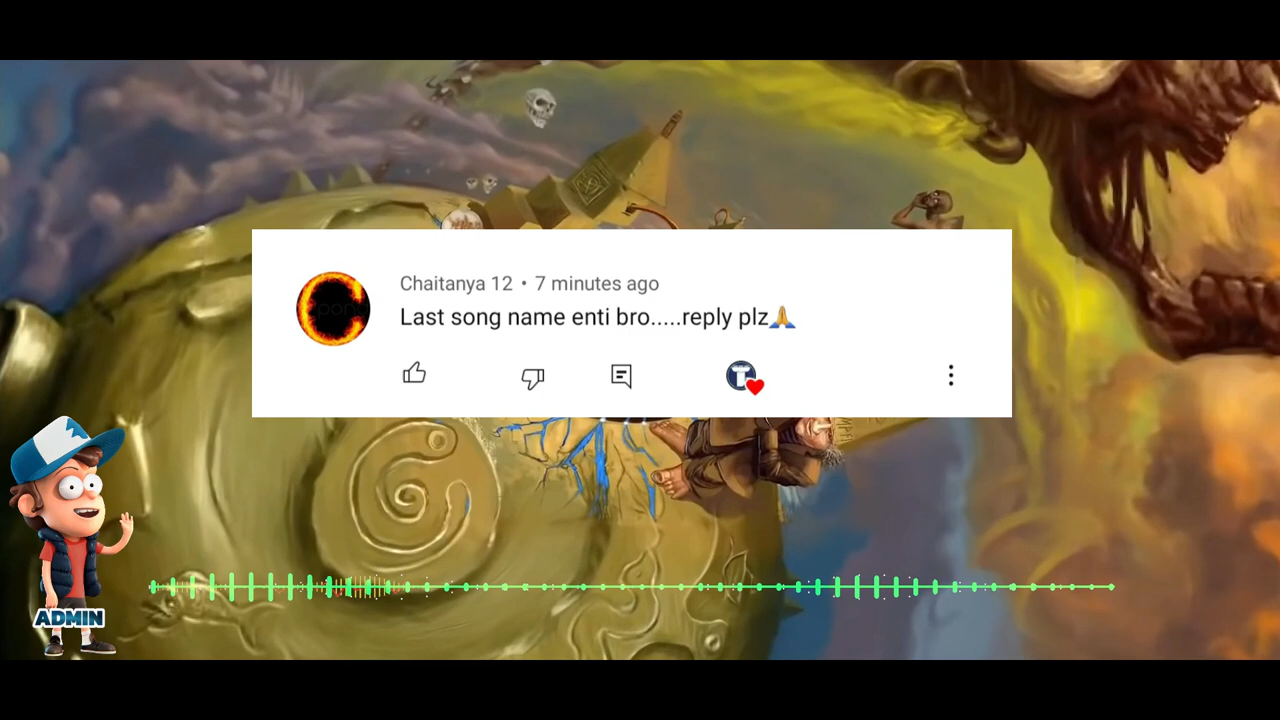 Chaitanya 12 • 7 minutes ago
Last song name enti bro.....reply plz🙏
ADMIN